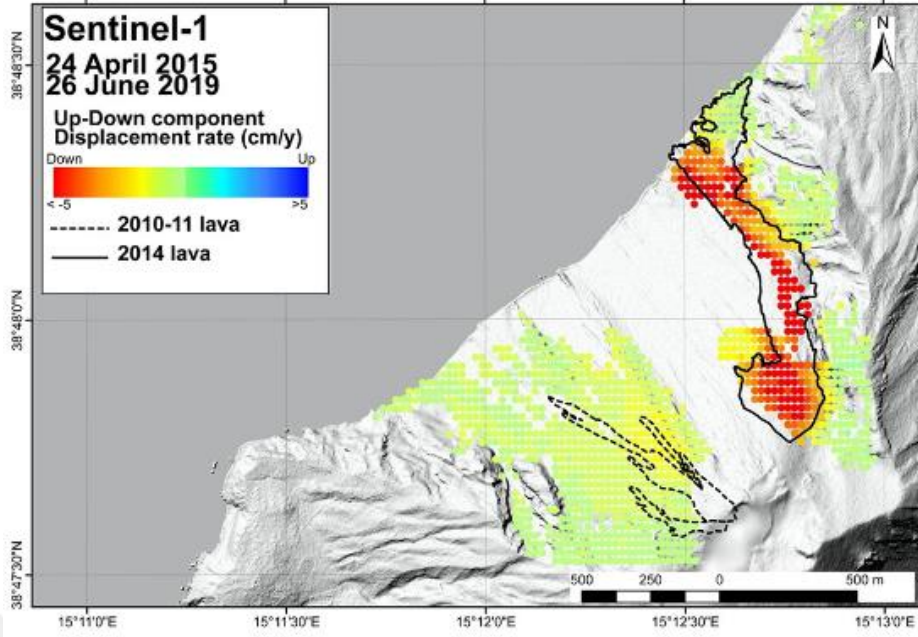 Sentinel-1
24 April 2015
26 June 2019
Up-Down component
Displacement rate (cm/y)
Down Up
< -5 >5
2010-11 lava
2014 lava
N
38°48'30"N
38°48'0"N
38°47'30"N
500 250 0 500 m
15°11'0"E 15°11'30"E 15°12'0"E 15°12'30"E 15°13'0"E